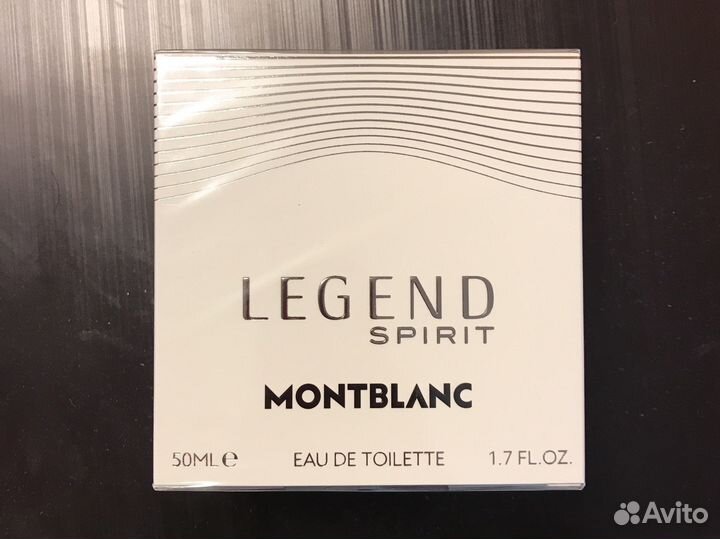 LEGEND
SPIRIT
MONTBLANC
50ML e EAU DE TOILETTE 1.7 FL.OZ.
Avito